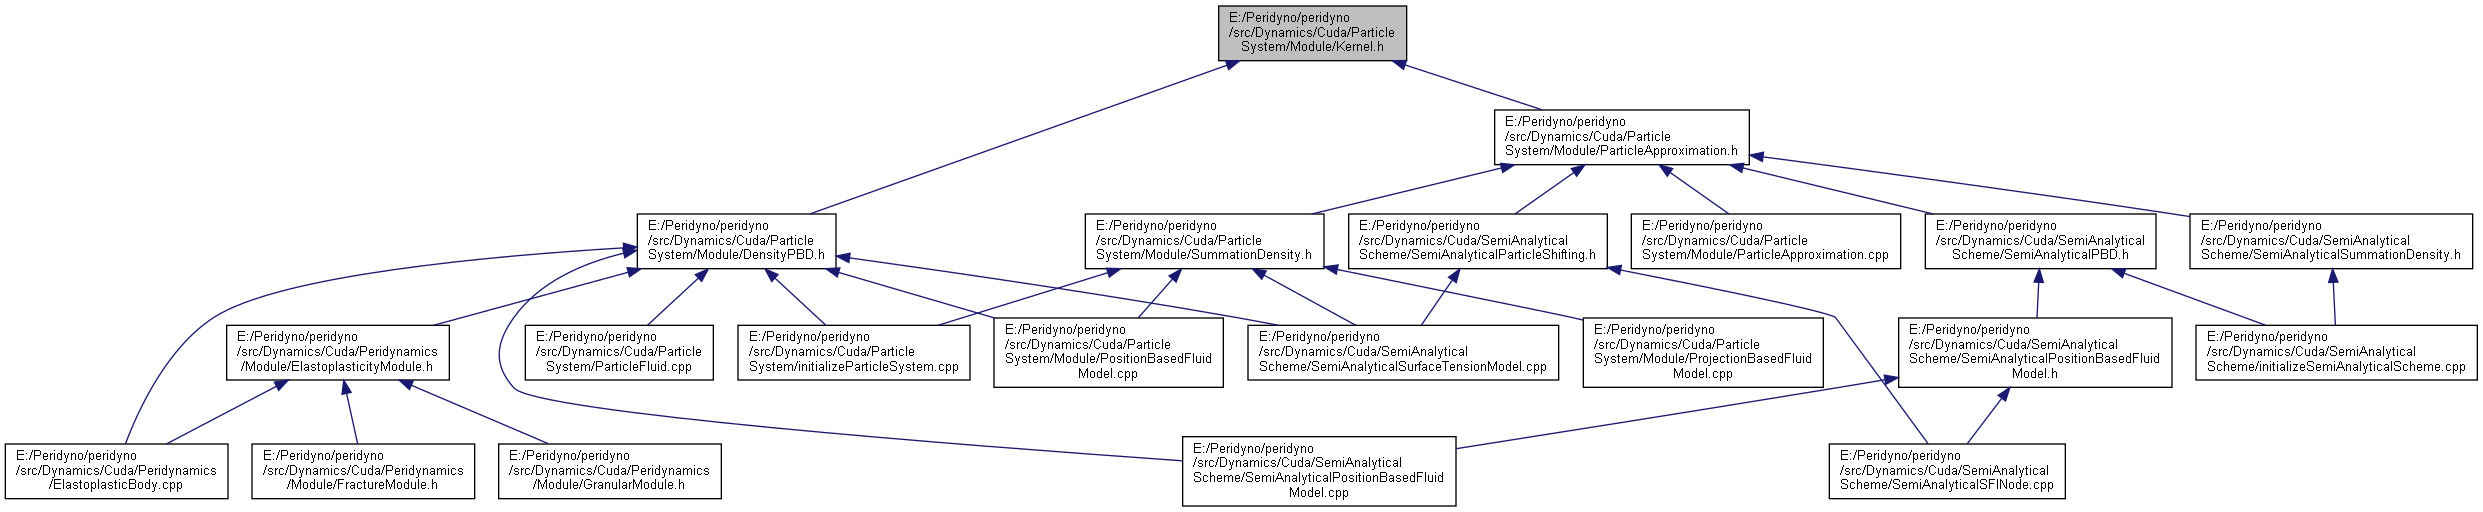 E:/Peridyno/peridyno
/src/Dynamics/Cuda/Particle
System/Module/Kernel.h
E:/Peridyno/peridyno
/src/Dynamics/Cuda/Particle
System/Module/ParticleApproximation.h
E:/Peridyno/peridyno
/src/Dynamics/Cuda/Particle
System/Module/DensityPBD.h
E:/Peridyno/peridyno
/src/Dynamics/Cuda/Particle
System/Module/SummationDensity.h
E:/Peridyno/peridyno
/src/Dynamics/Cuda/SemiAnalytical
Scheme/SemiAnalyticalParticleShifting.h
E:/Peridyno/peridyno
/src/Dynamics/Cuda/Particle
System/Module/ParticleApproximation.cpp
E:/Peridyno/peridyno
/src/Dynamics/Cuda/SemiAnalytical
Scheme/SemiAnalyticalPBD.h
E:/Peridyno/peridyno
/src/Dynamics/Cuda/SemiAnalytical
Scheme/SemiAnalyticalSummationDensity.h
E:/Peridyno/peridyno
/src/Dynamics/Cuda/Peridynamics
/Module/ElastoplasticityModule.h
E:/Peridyno/peridyno
/src/Dynamics/Cuda/Particle
System/ParticleFluid.cpp
E:/Peridyno/peridyno
/src/Dynamics/Cuda/Particle
System/initializeParticleSystem.cpp
E:/Peridyno/peridyno
/src/Dynamics/Cuda/Particle
System/Module/PositionBasedFluid
Model.cpp
E:/Peridyno/peridyno
/src/Dynamics/Cuda/SemiAnalytical
Scheme/SemiAnalyticalSurfaceTensionModel.cpp
E:/Peridyno/peridyno
/src/Dynamics/Cuda/Particle
System/Module/ProjectionBasedFluid
Model.cpp
E:/Peridyno/peridyno
/src/Dynamics/Cuda/SemiAnalytical
Scheme/SemiAnalyticalPositionBasedFluid
Model.h
E:/Peridyno/peridyno
/src/Dynamics/Cuda/SemiAnalytical
Scheme/initializeSemiAnalyticalScheme.cpp
E:/Peridyno/peridyno
/src/Dynamics/Cuda/Peridynamics
/ElastoplasticBody.cpp
E:/Peridyno/peridyno
/src/Dynamics/Cuda/Peridynamics
/Module/FractureModule.h
E:/Peridyno/peridyno
/src/Dynamics/Cuda/Peridynamics
/Module/GranularModule.h
E:/Peridyno/peridyno
/src/Dynamics/Cuda/SemiAnalytical
Scheme/SemiAnalyticalPositionBasedFluid
Model.cpp
E:/Peridyno/peridyno
/src/Dynamics/Cuda/SemiAnalytical
Scheme/SemiAnalyticalSFINode.cpp